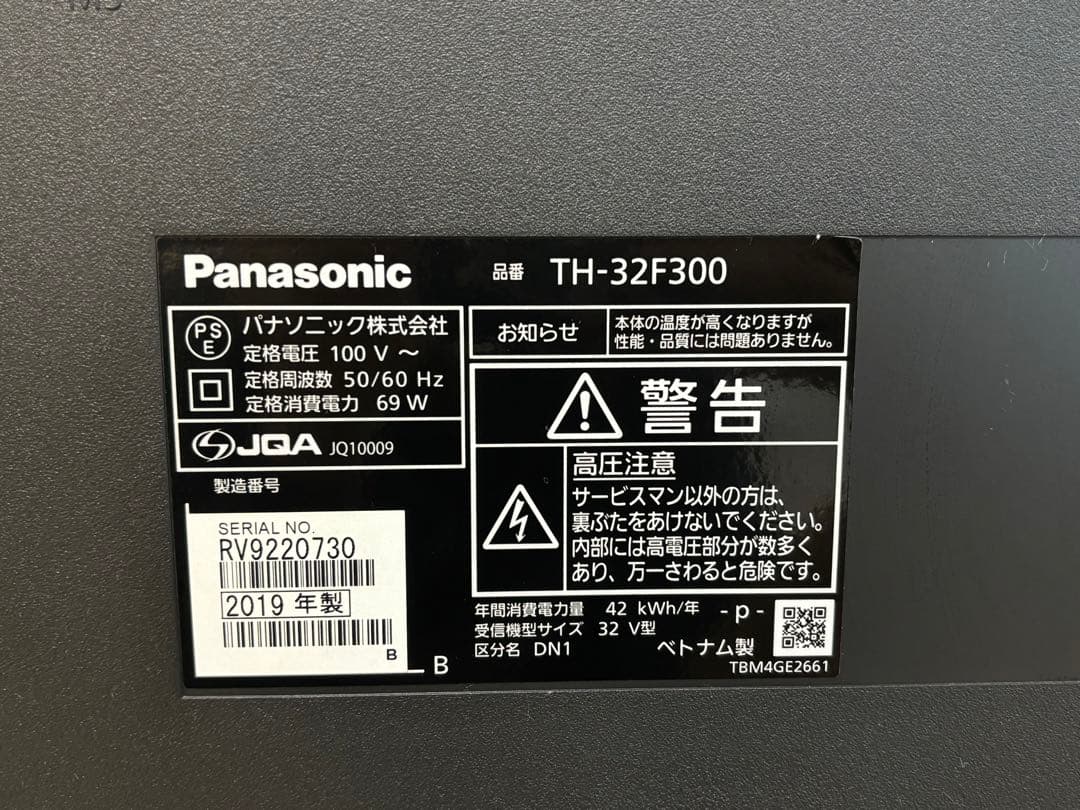 Panasonic 品番 TH-32F300
PS
E
パナソニック株式会社
定格電圧 100 V ～
定格周波数 50/60 Hz
定格消費電力 69 W
JQA JQ10009
お知らせ
本体の温度が高くなりますが
性能・品質には問題ありません。
警告
高圧注意
サービスマン以外の方は、
裏ぶたをあけないでください。
内部には高電圧部分が数多く
あり、万一さわると危険です。
製造番号
SERIAL NO.
RV9220730
2019 年製
B
B
年間消費電力量 42 kWh/年 -p-
受信機型サイズ 32 V型
区分名 DN1 ベトナム製
TBM4GE2661